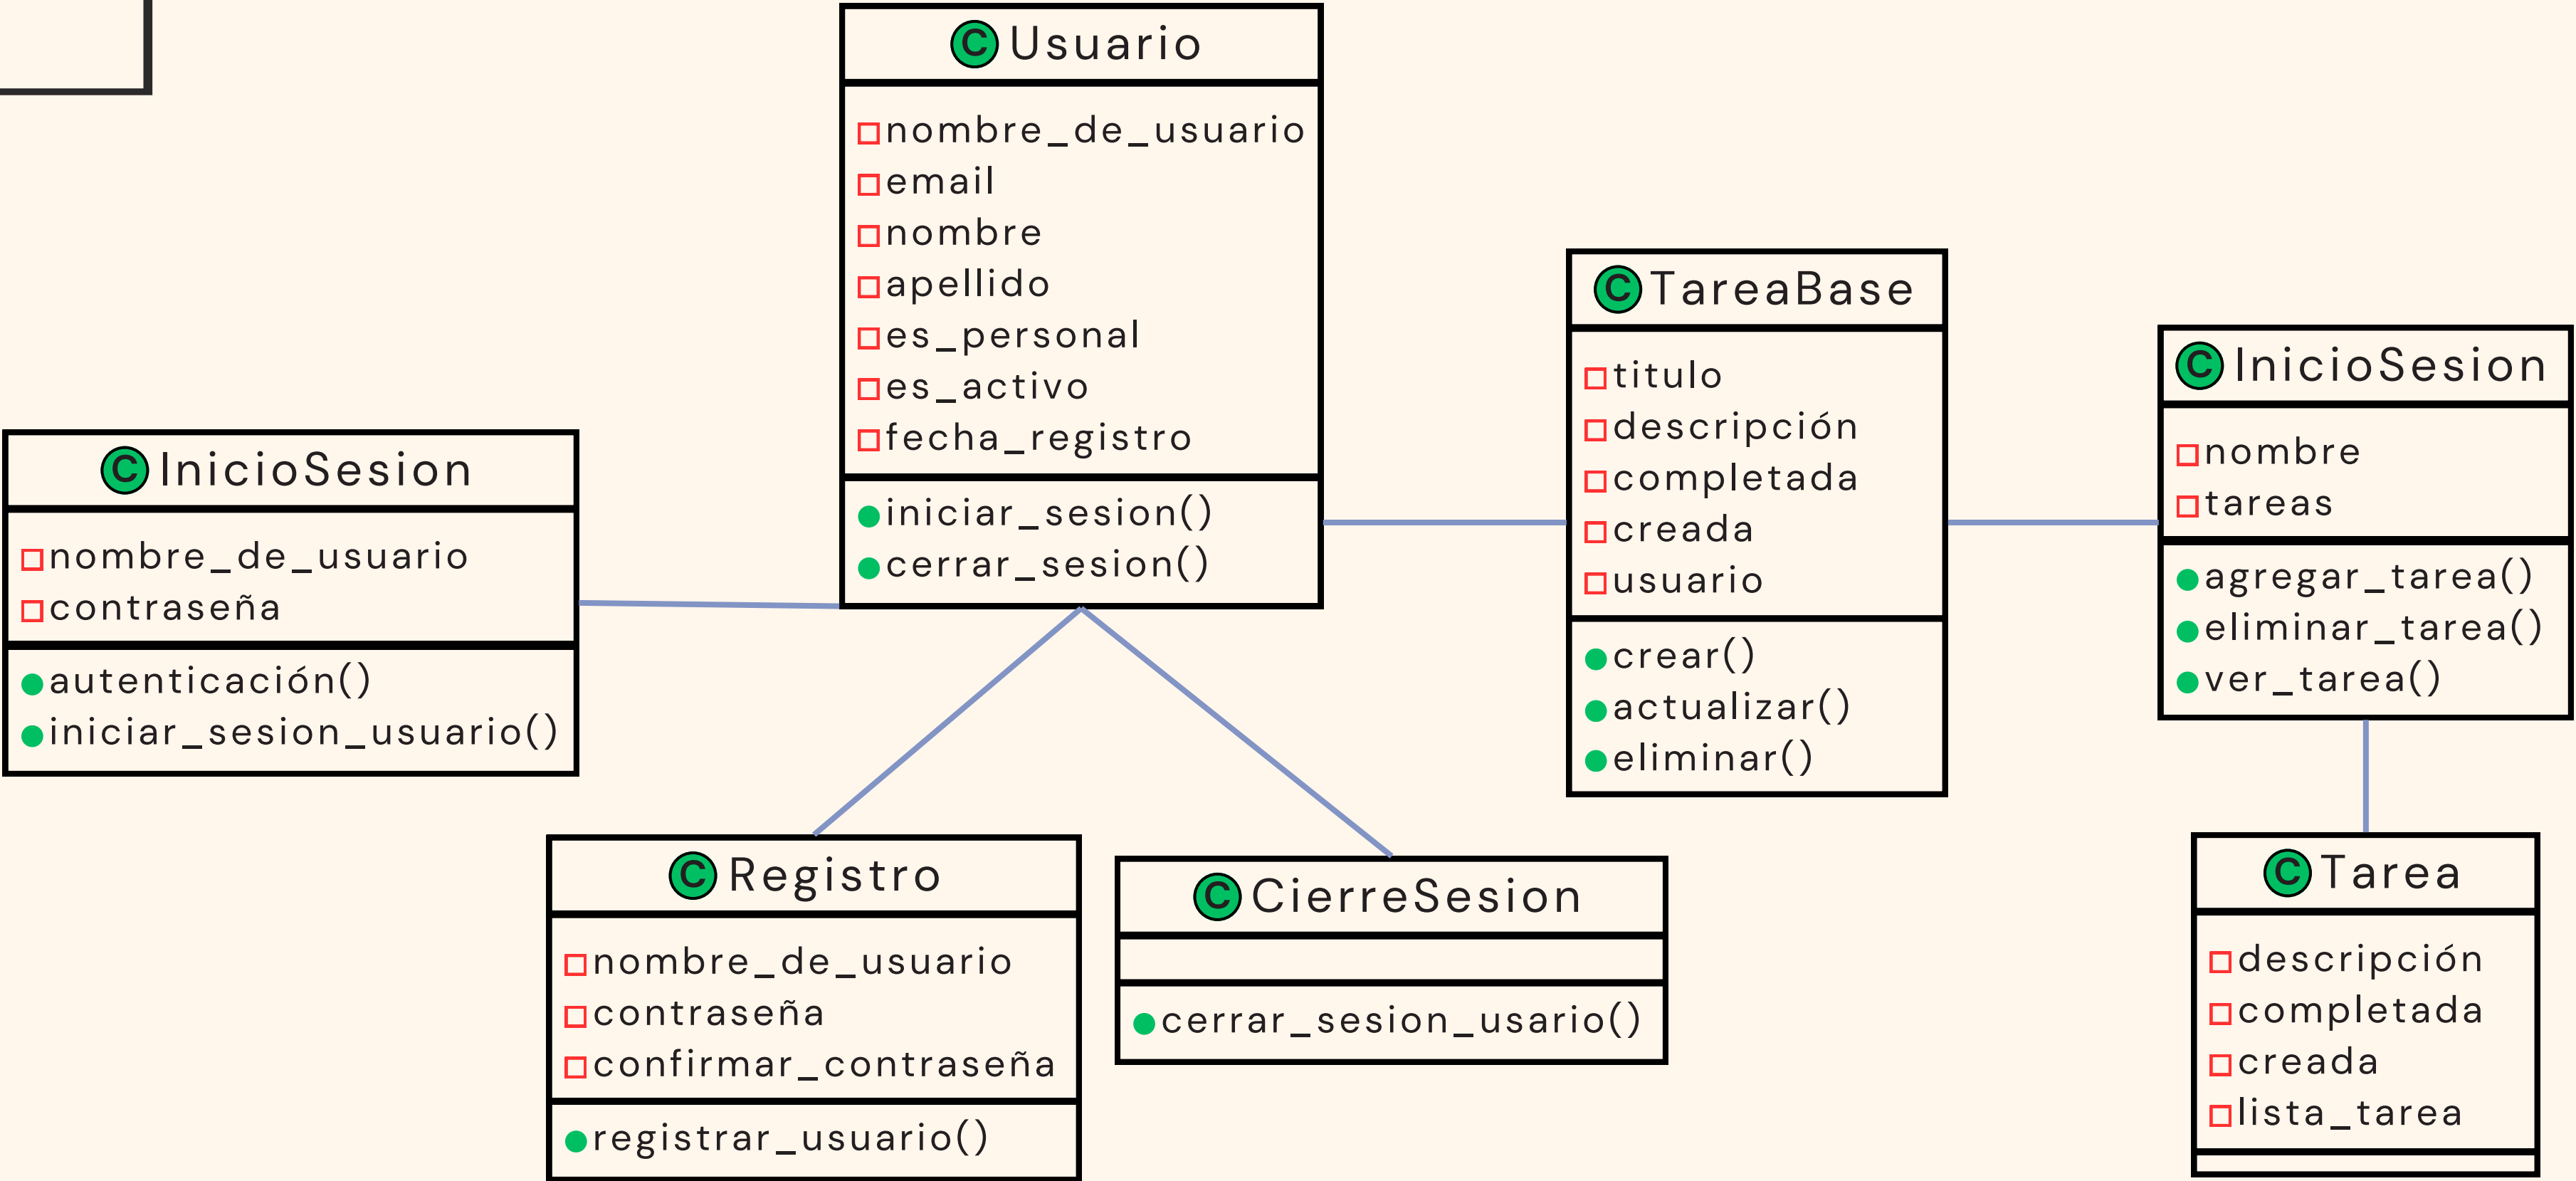 C Usuario
nombre_de_usuario
email
nombre
apellido
es_personal
es_activo
fecha_registro
iniciar_sesion()
cerrar_sesion()
C InicioSesion
nombre_de_usuario
contraseña
autenticación()
iniciar_sesion_usuario()
C TareaBase
titulo
descripción
completada
creada
usuario
crear()
actualizar()
eliminar()
C InicioSesion
nombre
tareas
agregar_tarea()
eliminar_tarea()
ver_tarea()
C Registro
nombre_de_usuario
contraseña
confirmar_contraseña
registrar_usuario()
C CierreSesion
cerrar_sesion_usario()
C Tarea
descripción
completada
creada
lista_tarea